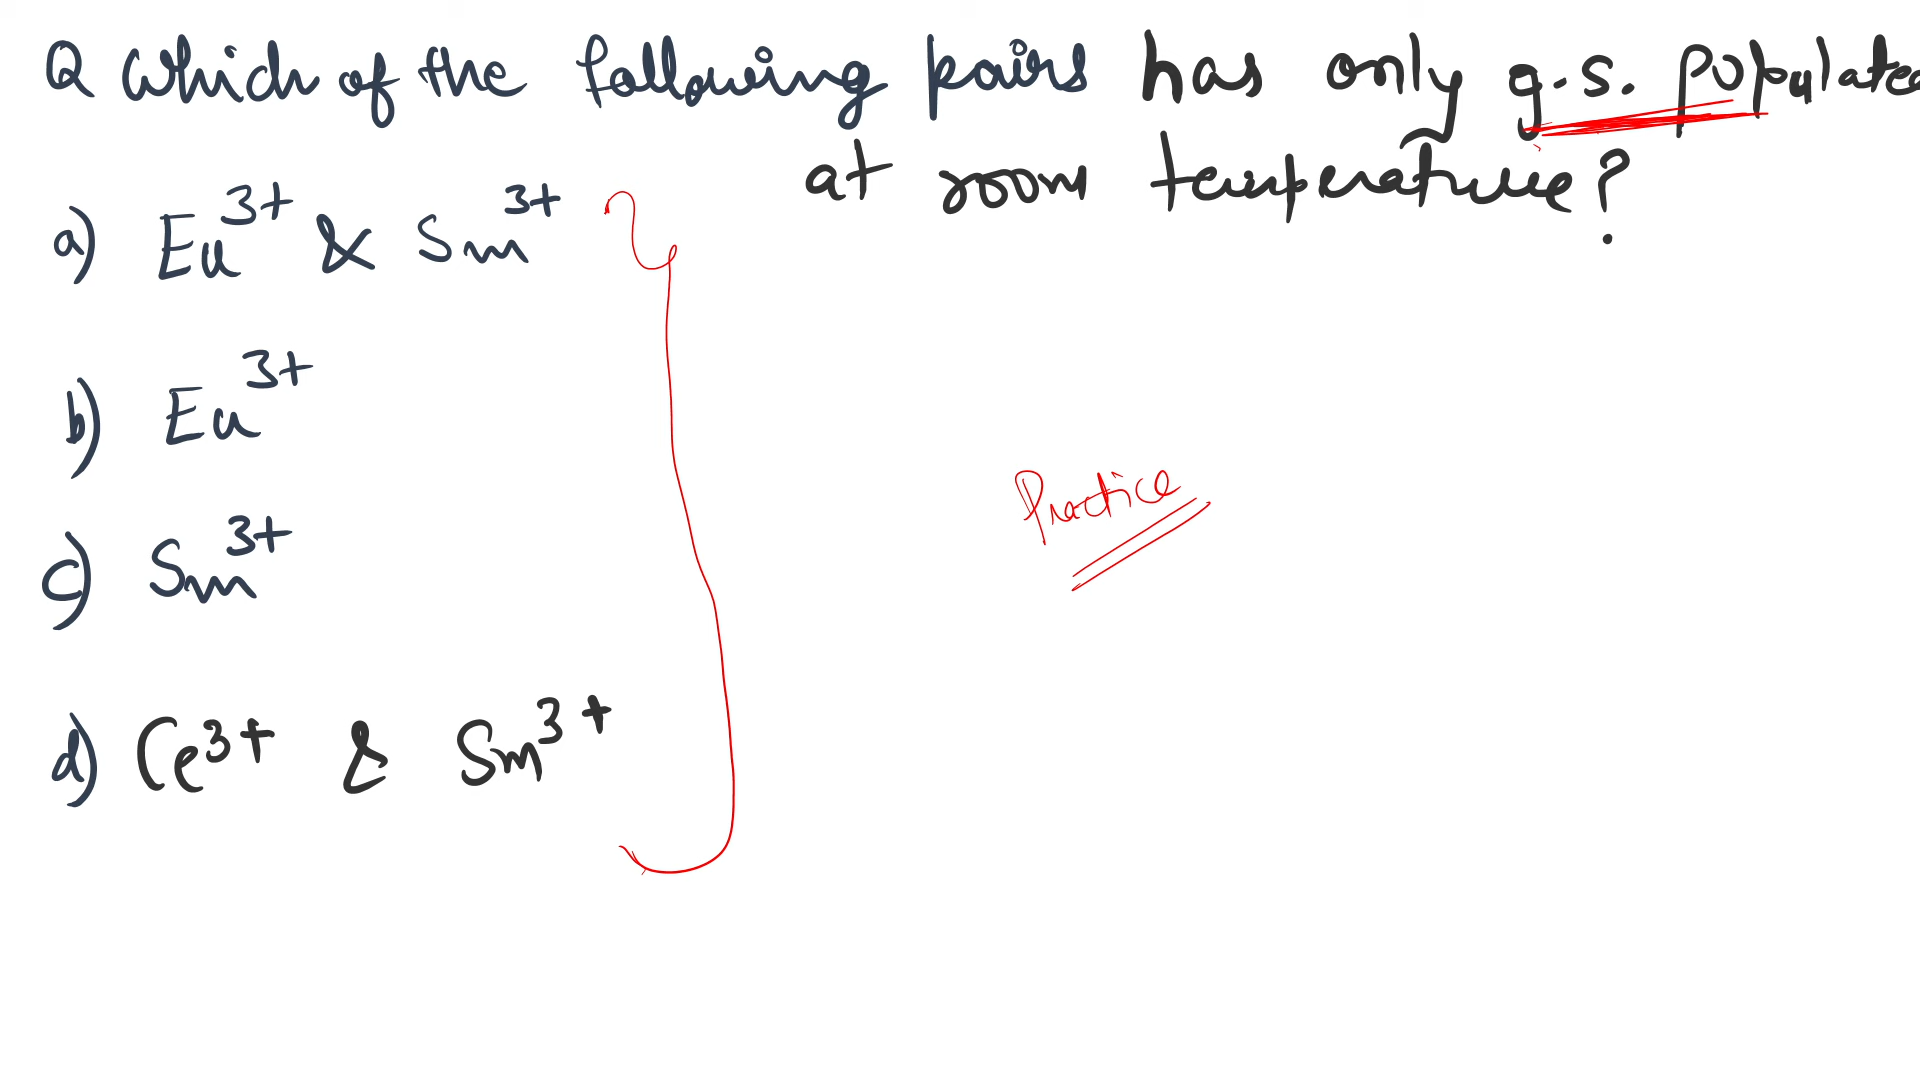 Q Which of the following pairs has only g.s. populated
at room temperature?
a) Eu³⁺ & Sm³⁺
b) Eu³⁺
Practice
c) Sm³⁺
d) Ce³⁺ & Sm³⁺